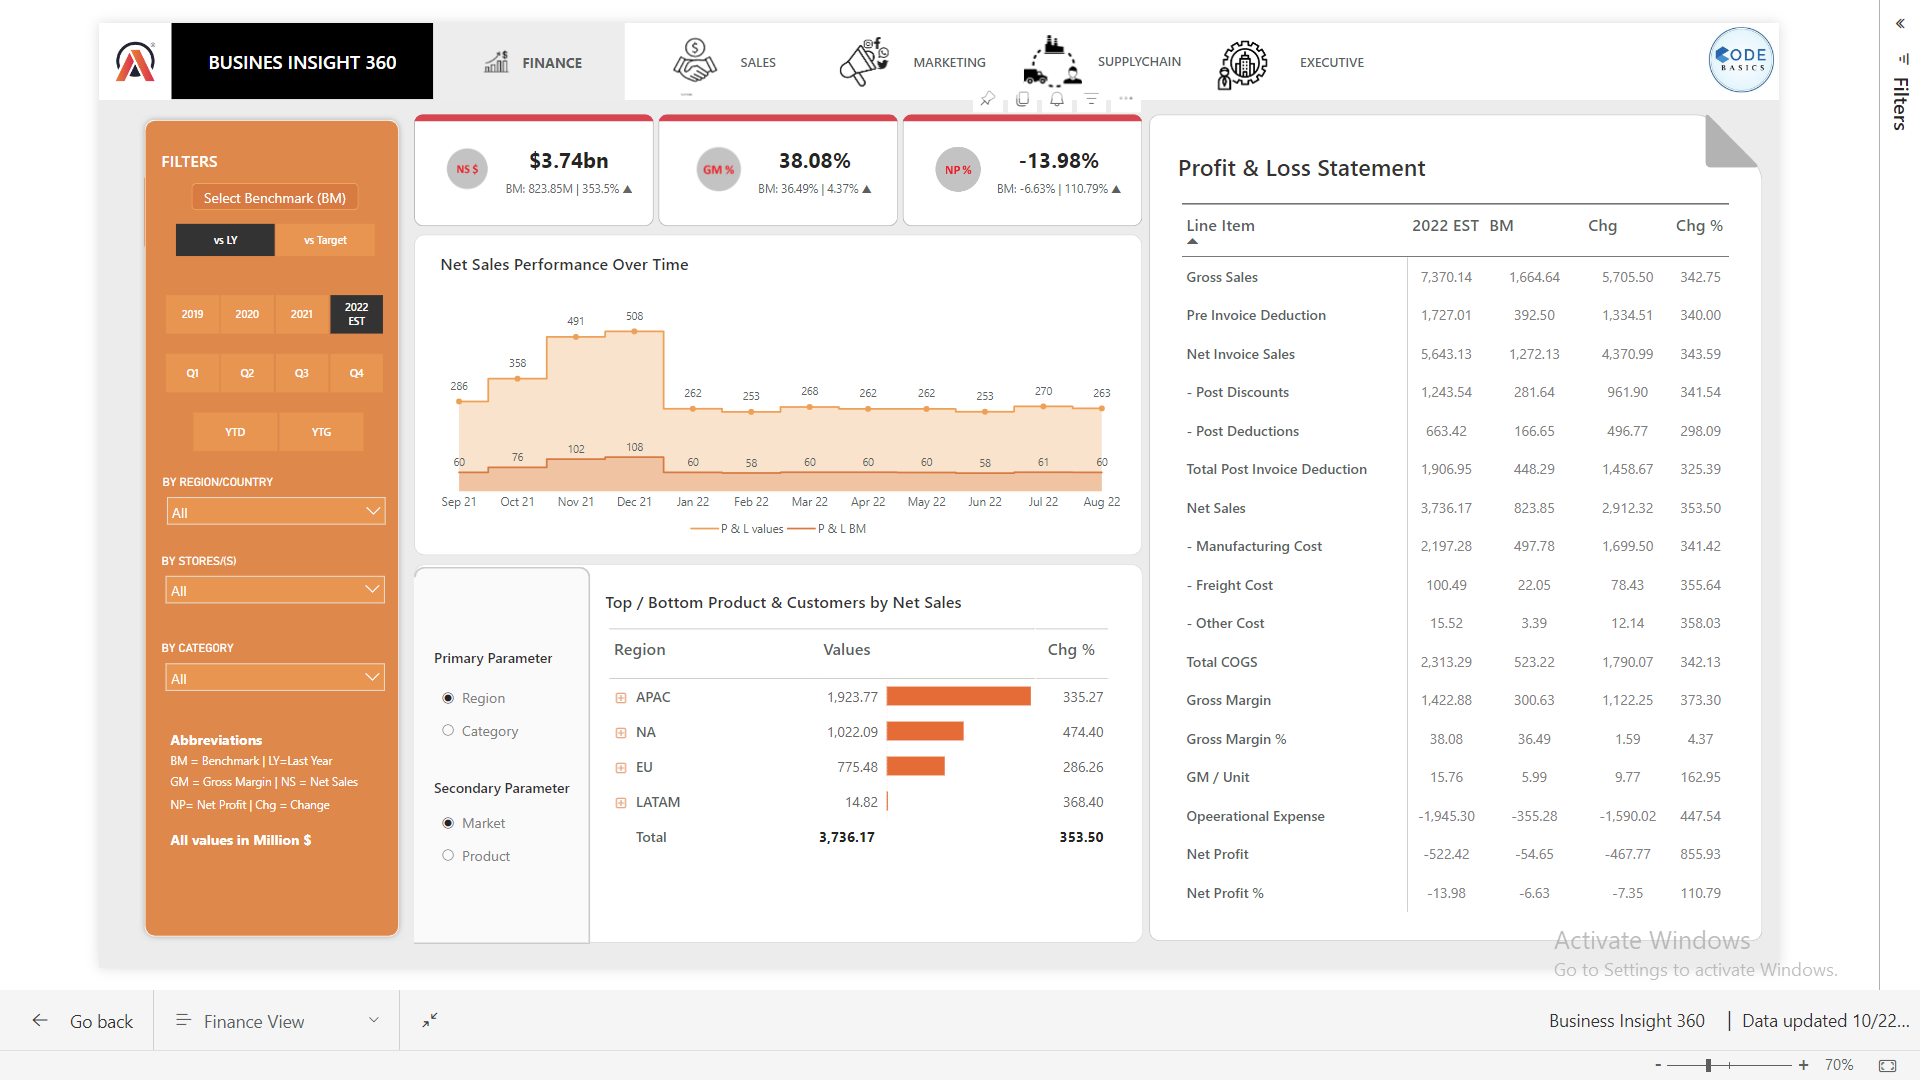 BUSINES INSIGHT 360
FINANCE
SALES
MARKETING
SUPPLYCHAIN
EXECUTIVE
CODE
BASICS
Filters
FILTERS
Select Benchmark (BM)
vs LY
vs Target
2019
2020
2021
2022 EST
Q1
Q2
Q3
Q4
YTD
YTG
BY REGION/COUNTRY
All
BY STORES/(S)
All
BY CATEGORY
All
Abbreviations
BM = Benchmark | LY=Last Year
GM = Gross Margin | NS = Net Sales
NP= Net Profit | Chg = Change
All values in Million $
NS $
$3.74bn
BM: 823.85M | 353.5% ▲
GM %
38.08%
BM: 36.49% | 4.37% ▲
NP %
-13.98%
BM: -6.63% | 110.79% ▲
Net Sales Performance Over Time
286 358 491 508 262 253 268 262 262 253 270 263
60 76 102 108 60 58 60 60 60 58 61 60
Sep 21 Oct 21 Nov 21 Dec 21 Jan 22 Feb 22 Mar 22 Apr 22 May 22 Jun 22 Jul 22 Aug 22
P & L values P & L BM
Primary Parameter
Region
Category
Secondary Parameter
Market
Product
Top / Bottom Product & Customers by Net Sales
Region Values Chg %
APAC 1,923.77 335.27
NA 1,022.09 474.40
EU 775.48 286.26
LATAM 14.82 368.40
Total 3,736.17 353.50
Profit & Loss Statement
Line Item 2022 EST BM Chg Chg %
Gross Sales 7,370.14 1,664.64 5,705.50 342.75
Pre Invoice Deduction 1,727.01 392.50 1,334.51 340.00
Net Invoice Sales 5,643.13 1,272.13 4,370.99 343.59
- Post Discounts 1,243.54 281.64 961.90 341.54
- Post Deductions 663.42 166.65 496.77 298.09
Total Post Invoice Deduction 1,906.95 448.29 1,458.67 325.39
Net Sales 3,736.17 823.85 2,912.32 353.50
- Manufacturing Cost 2,197.28 497.78 1,699.50 341.42
- Freight Cost 100.49 22.05 78.43 355.64
- Other Cost 15.52 3.39 12.14 358.03
Total COGS 2,313.29 523.22 1,790.07 342.13
Gross Margin 1,422.88 300.63 1,122.25 373.30
Gross Margin % 38.08 36.49 1.59 4.37
GM / Unit 15.76 5.99 9.77 162.95
Opeerational Expense -1,945.30 -355.28 -1,590.02 447.54
Net Profit -522.42 -54.65 -467.77 855.93
Net Profit % -13.98 -6.63 -7.35 110.79
Activate Windows
Go to Settings to activate Windows.
Go back
Finance View
Business Insight 360 | Data updated 10/22...
- + 70%